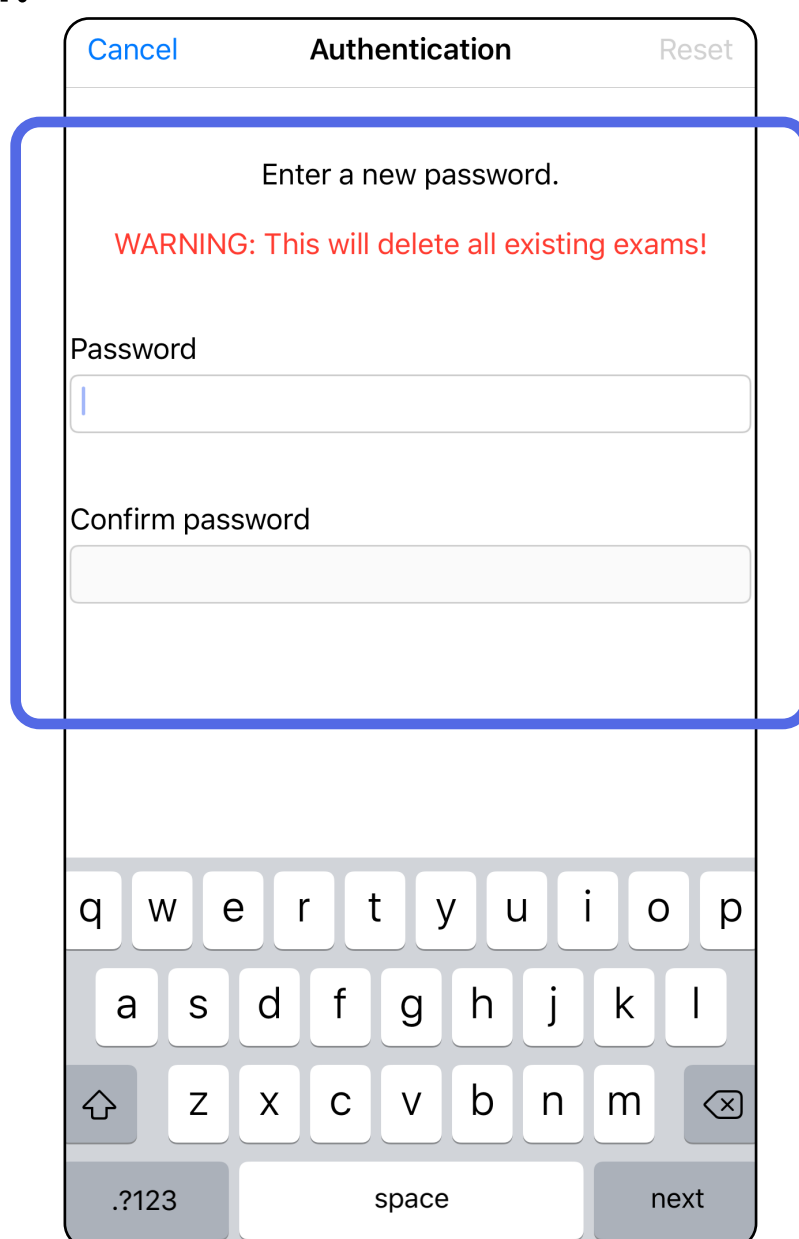 Cancel Authentication Reset
Enter a new password.
WARNING: This will delete all existing exams!
Password
Confirm password
q w e r t y u i o p
a s d f g h j k l
z x c v b n m
.?123 space next